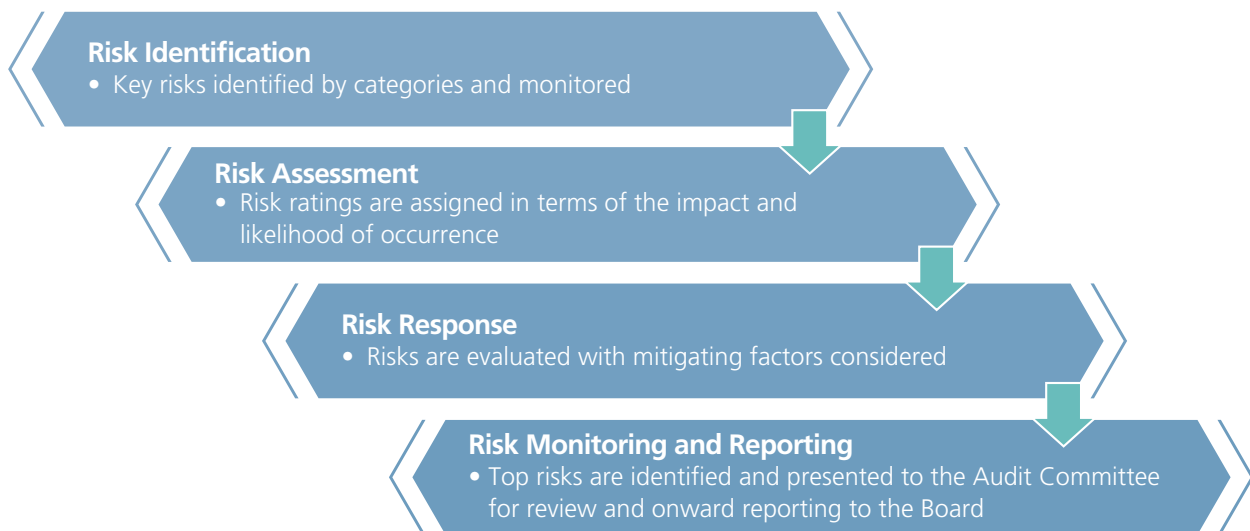 Risk Identification
• Key risks identified by categories and monitored
Risk Assessment
• Risk ratings are assigned in terms of the impact and
likelihood of occurrence
Risk Response
• Risks are evaluated with mitigating factors considered
Risk Monitoring and Reporting
• Top risks are identified and presented to the Audit Committee
for review and onward reporting to the Board